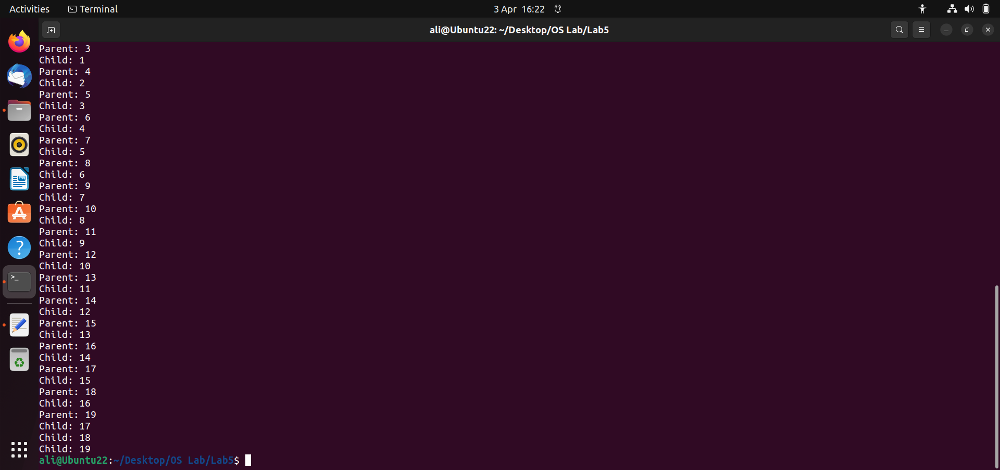 Activities
Terminal
3 Apr 16:22
ali@Ubuntu22: ~/Desktop/OS Lab/Lab5
Parent: 3
Child: 1
Parent: 4
Child: 2
Parent: 5
Child: 3
Parent: 6
Child: 4
Parent: 7
Child: 5
Parent: 8
Child: 6
Parent: 9
Child: 7
Parent: 10
Child: 8
Parent: 11
Child: 9
Parent: 12
Child: 10
Parent: 13
Child: 11
Parent: 14
Child: 12
Parent: 15
Child: 13
Parent: 16
Child: 14
Parent: 17
Child: 15
Parent: 18
Child: 16
Parent: 19
Child: 17
Child: 18
Child: 19
ali@Ubuntu22:~/Desktop/OS Lab/Lab5$